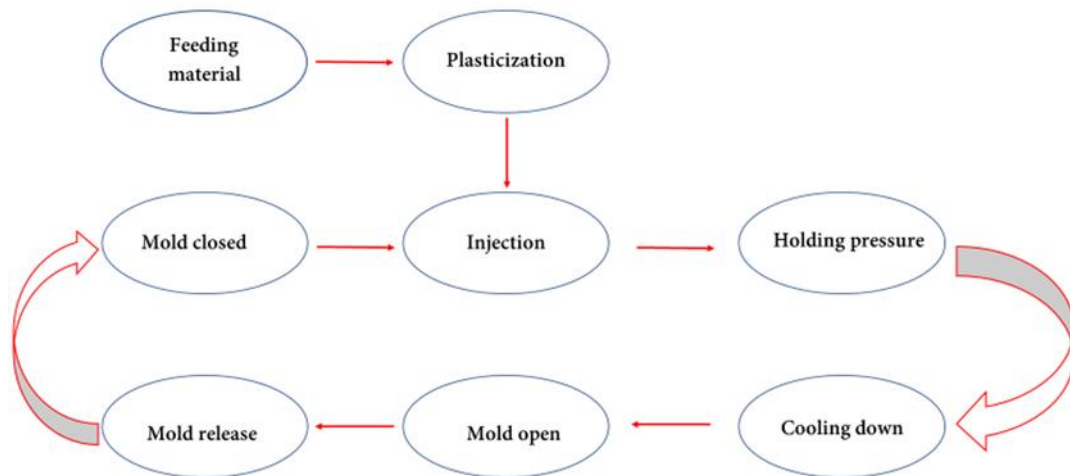 Feeding
material
Plasticization
Mold closed
Injection
Holding pressure
Mold release
Mold open
Cooling down